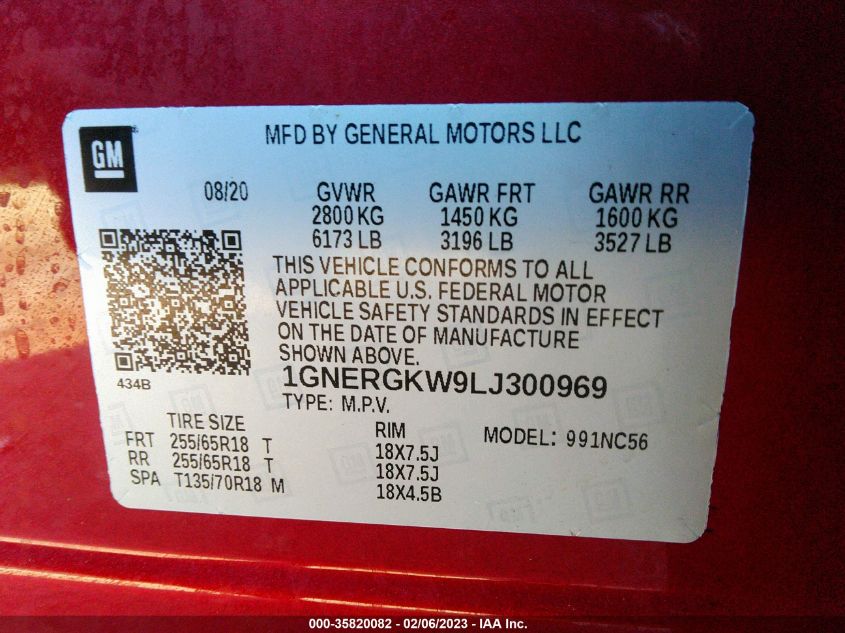 GM
MFD BY GENERAL MOTORS LLC
08/20 GVWR GAWR FRT GAWR RR
2800 KG 1450 KG 1600 KG
6173 LB 3196 LB 3527 LB
THIS VEHICLE CONFORMS TO ALL
APPLICABLE U.S. FEDERAL MOTOR
VEHICLE SAFETY STANDARDS IN EFFECT
ON THE DATE OF MANUFACTURE
SHOWN ABOVE.
434B
1GNERGKW9LJ300969
TYPE: M.P.V.
TIRE SIZE RIM MODEL: 991NC56
FRT 255/65R18 T 18X7.5J
RR 255/65R18 T 18X7.5J
SPA T135/70R18 M 18X4.5B
000-35820082 - 02/06/2023 - IAA Inc.